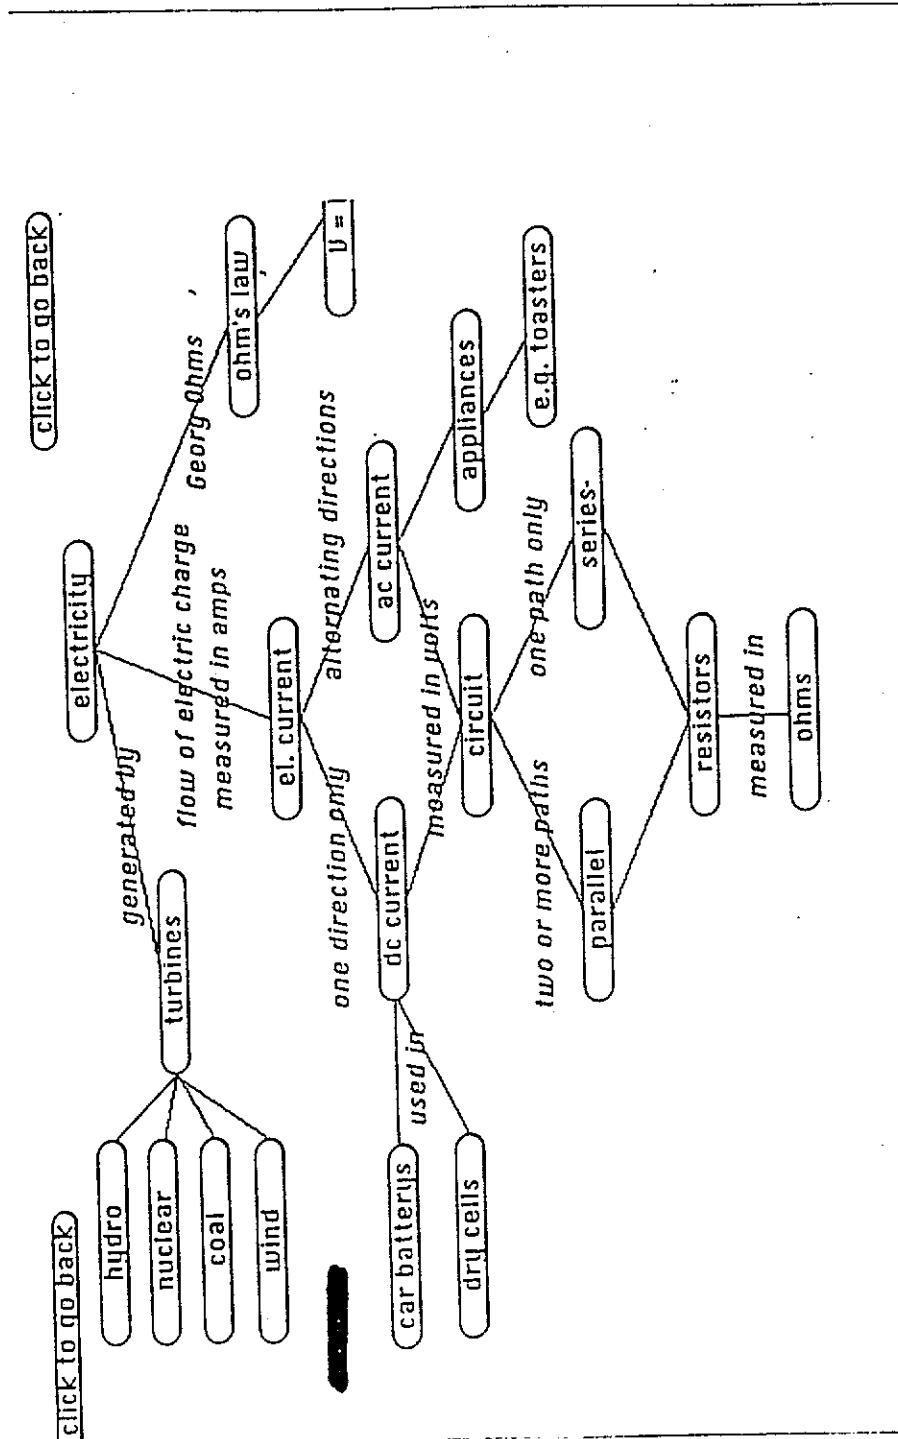 click to go back
click to go back
electricity
generated by
flow of electric charge
measured in amps
Georg Ohms
turbines
ohm's law
hydro
nuclear
coal
wind
el. current
V =
one direction only
alternating directions
dc current
ac current
used in
measured in volts
car batterys
dry cells
circuit
appliances
two or more paths
one path only
e.g. toasters
parallel
series-
resistors
measured in
ohms